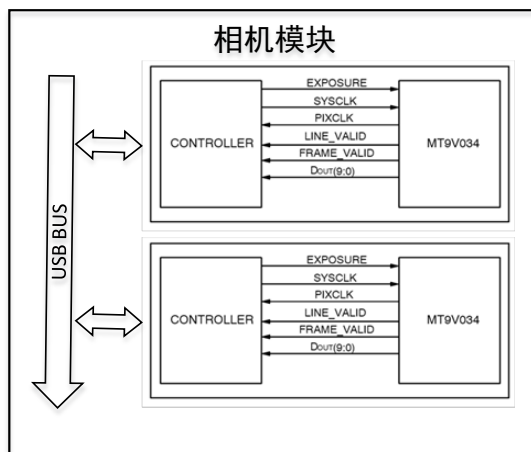 相机模块
USB BUS
CONTROLLER
EXPOSURE
SYSCLK
PIXCLK
LINE_VALID
FRAME_VALID
DOUT(9:0)
MT9V034
CONTROLLER
EXPOSURE
SYSCLK
PIXCLK
LINE_VALID
FRAME_VALID
DOUT(9:0)
MT9V034